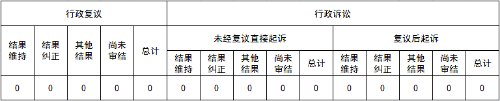 行政复议 行政诉讼
未经复议直接起诉 复议后起诉
结果维持 结果纠正 其他结果 尚未审结 总计 结果维持 结果纠正 其他结果 尚未审结 总计 结果维持 结果纠正 其他结果 尚未审结 总计
0 0 0 0 0 0 0 0 0 0 0 0 0 0 0